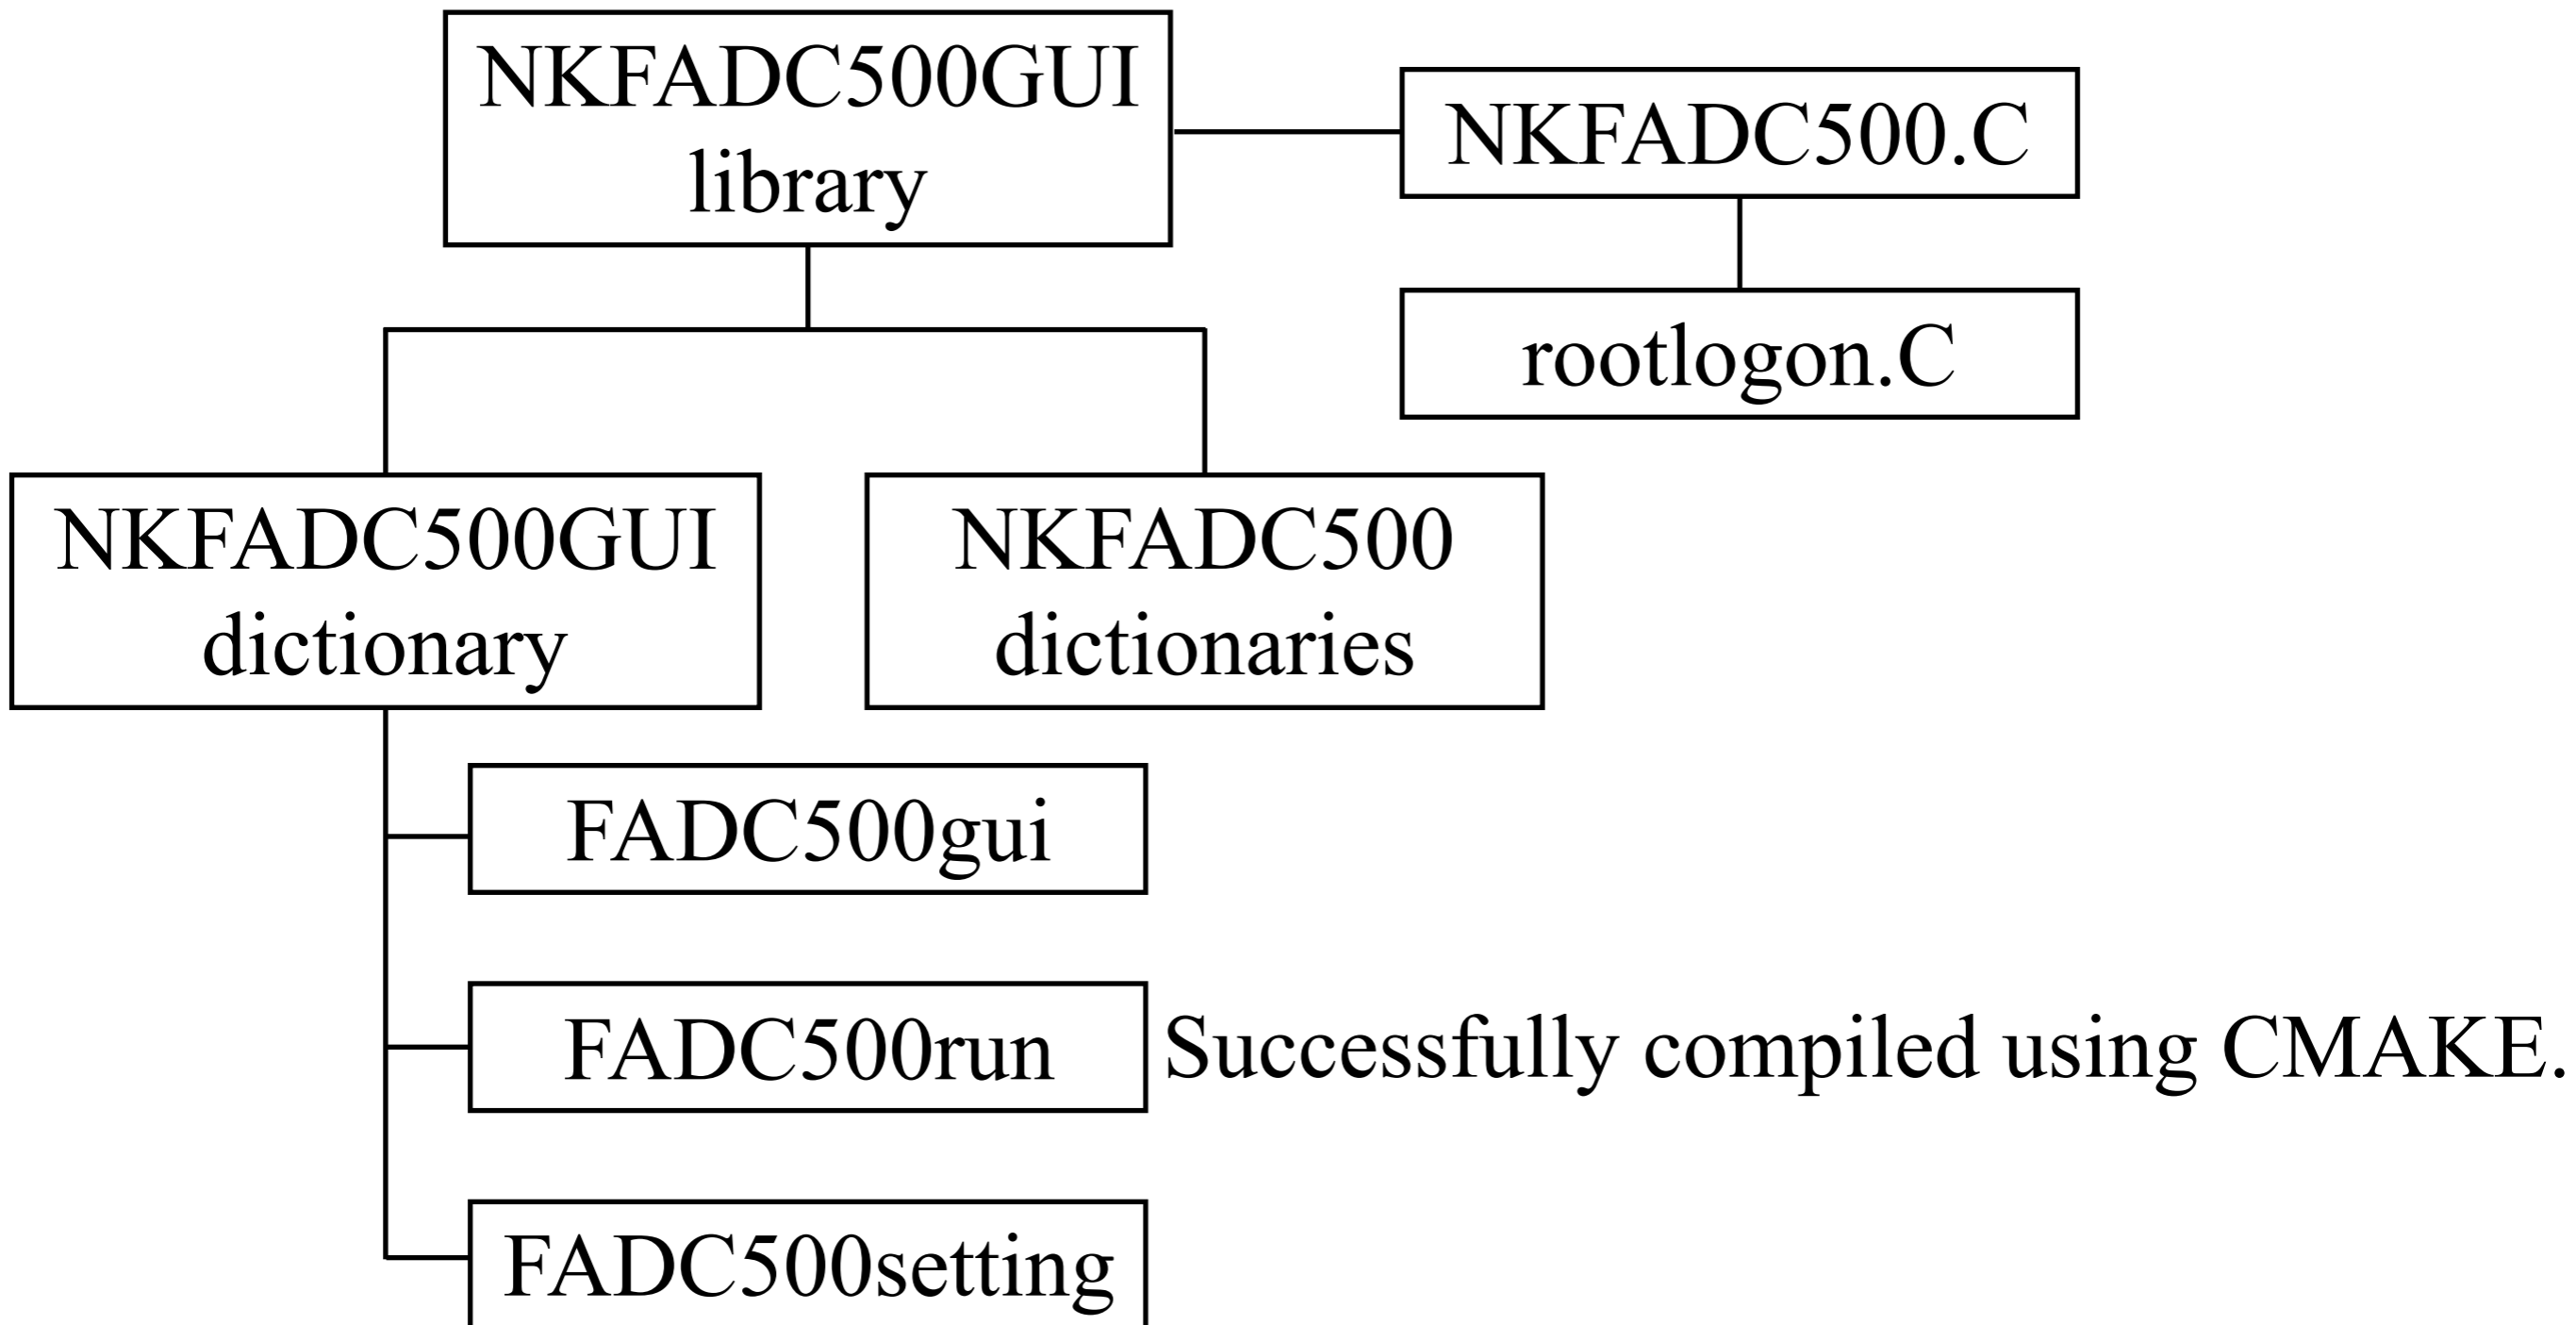 NKFADC500GUI
library
NKFADC500.C
rootlogon.C
NKFADC500GUI
dictionary
NKFADC500
dictionaries
FADC500gui
FADC500run
Successfully compiled using CMAKE.
FADC500setting